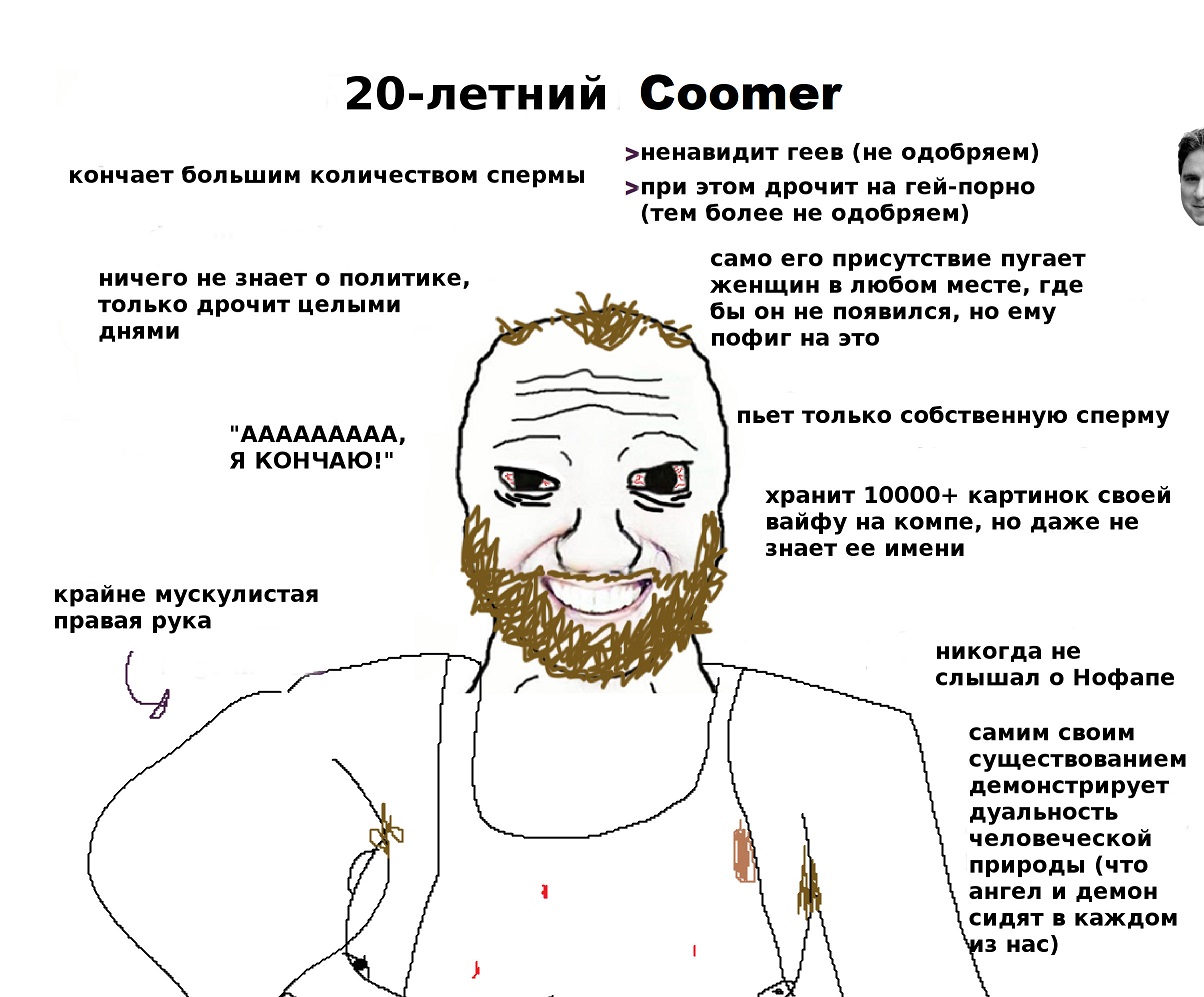 20-летний Coomer
кончает большим количеством спермы
>ненавидит геев (не одобряем)
>при этом дрочит на гей-порно
(тем более не одобряем)
ничего не знает о политике,
только дрочит целыми
днями
само его присутствие пугает
женщин в любом месте, где
бы он не появился, но ему
пофиг на это
"ААААААААА,
Я КОНЧАЮ!"
пьет только собственную сперму
хранит 10000+ картинок своей
вайфу на компе, но даже не
знает ее имени
крайне мускулистая
правая рука
никогда не
слышал о Нофапе
самим своим
существованием
демонстрирует
дуальность
человеческой
природы (что
ангел и демон
сидят в каждом
из нас)